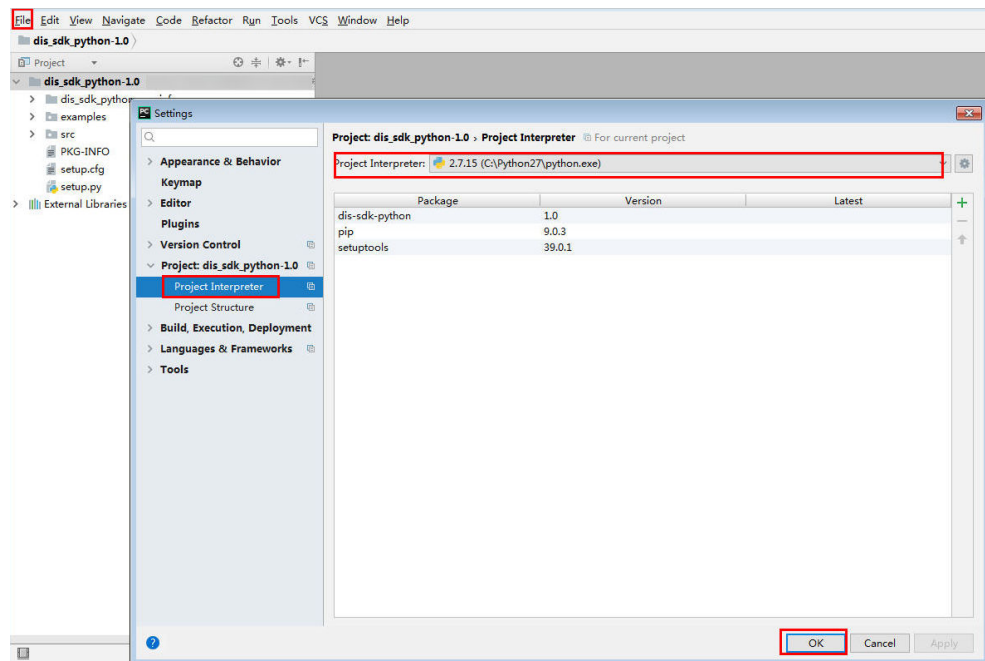 File Edit View Navigate Code Refactor Run Tools VCS Window Help
dis_sdk_python-1.0
Project
dis_sdk_python-1.0
examples
src
PKG-INFO
setup.cfg
setup.py
External Libraries
PC Settings
Appearance & Behavior
Keymap
Editor
Plugins
Version Control
Project: dis_sdk_python-1.0
Project Interpreter
Project Structure
Build, Execution, Deployment
Languages & Frameworks
Tools
Project: dis_sdk_python-1.0 › Project Interpreter For current project
Project Interpreter: 2.7.15 (C:\Python27\python.exe)
Package Version Latest
dis-sdk-python 1.0
pip 9.0.3
setuptools 39.0.1
?
OK Cancel Apply